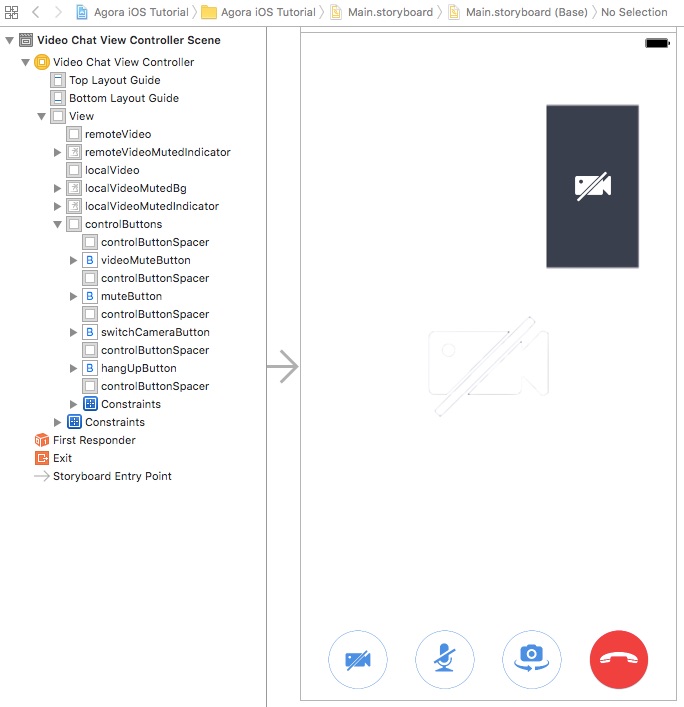 Agora iOS Tutorial Agora iOS Tutorial Main.storyboard Main.storyboard (Base) No Selection
Video Chat View Controller Scene
Video Chat View Controller
Top Layout Guide
Bottom Layout Guide
View
remoteVideo
remoteVideoMutedIndicator
localVideo
localVideoMutedBg
localVideoMutedIndicator
controlButtons
controlButtonSpacer
B videoMuteButton
controlButtonSpacer
B muteButton
controlButtonSpacer
B switchCameraButton
controlButtonSpacer
B hangUpButton
controlButtonSpacer
Constraints
Constraints
First Responder
Exit
Storyboard Entry Point